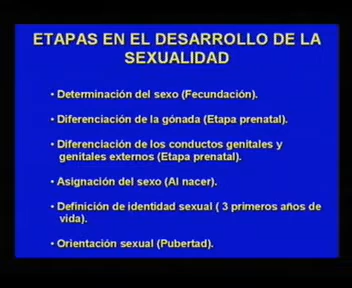 ETAPAS EN EL DESARROLLO DE LA
SEXUALIDAD
• Determinación del sexo (Fecundación).
• Diferenciación de la gónada (Etapa prenatal).
• Diferenciación de los conductos genitales y
genitales externos (Etapa prenatal).
• Asignación del sexo (Al nacer).
• Definición de identidad sexual ( 3 primeros años de
vida).
• Orientación sexual (Pubertad).